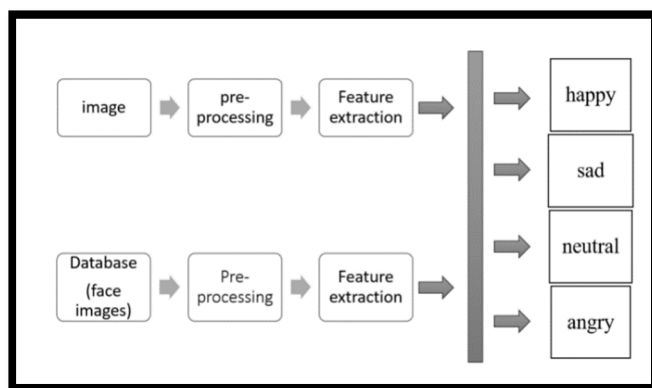 image
pre-
processing
Feature
extraction
happy
sad
Database
(face
images)
Pre-
processing
Feature
extraction
neutral
angry